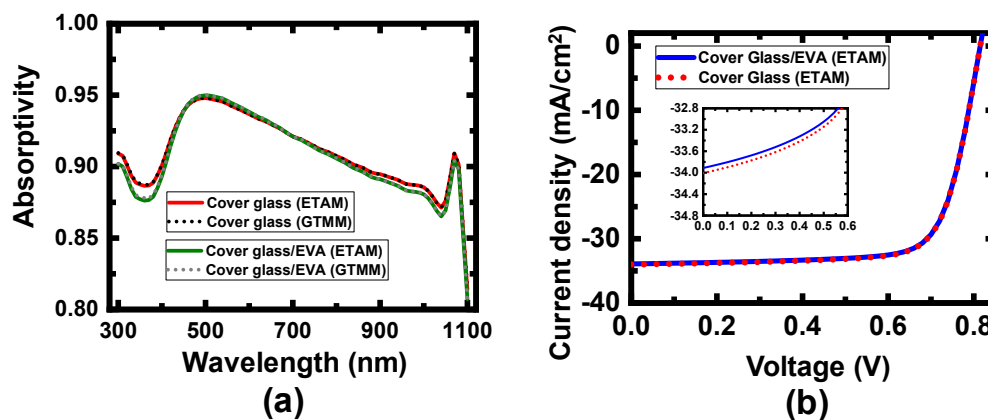 1.00
0.95
0.90
0.85
0.80
Absorptivity
Cover glass (ETAM)
Cover glass (GTMM)
Cover glass/EVA (ETAM)
Cover glass/EVA (GTMM)
300 500 700 900 1100
Wavelength (nm)
(a)
0
-10
-20
-30
-40
Current density (mA/cm²)
Cover Glass/EVA (ETAM)
Cover Glass (ETAM)
-32.8
-33.2
-33.6
-34.0
-34.4
-34.8
0.0 0.1 0.2 0.3 0.4 0.5 0.6
0.0 0.2 0.4 0.6 0.8
Voltage (V)
(b)